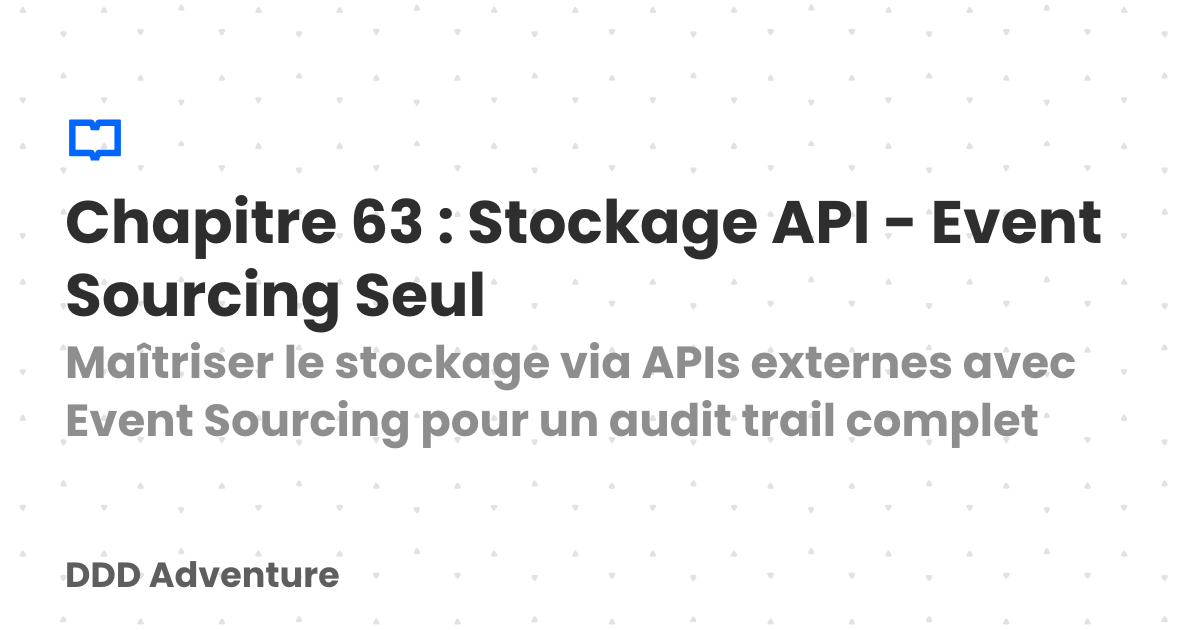 Chapitre 63 : Stockage API - Event
Sourcing Seul
Maîtriser le stockage via APIs externes avec
Event Sourcing pour un audit trail complet
DDD Adventure